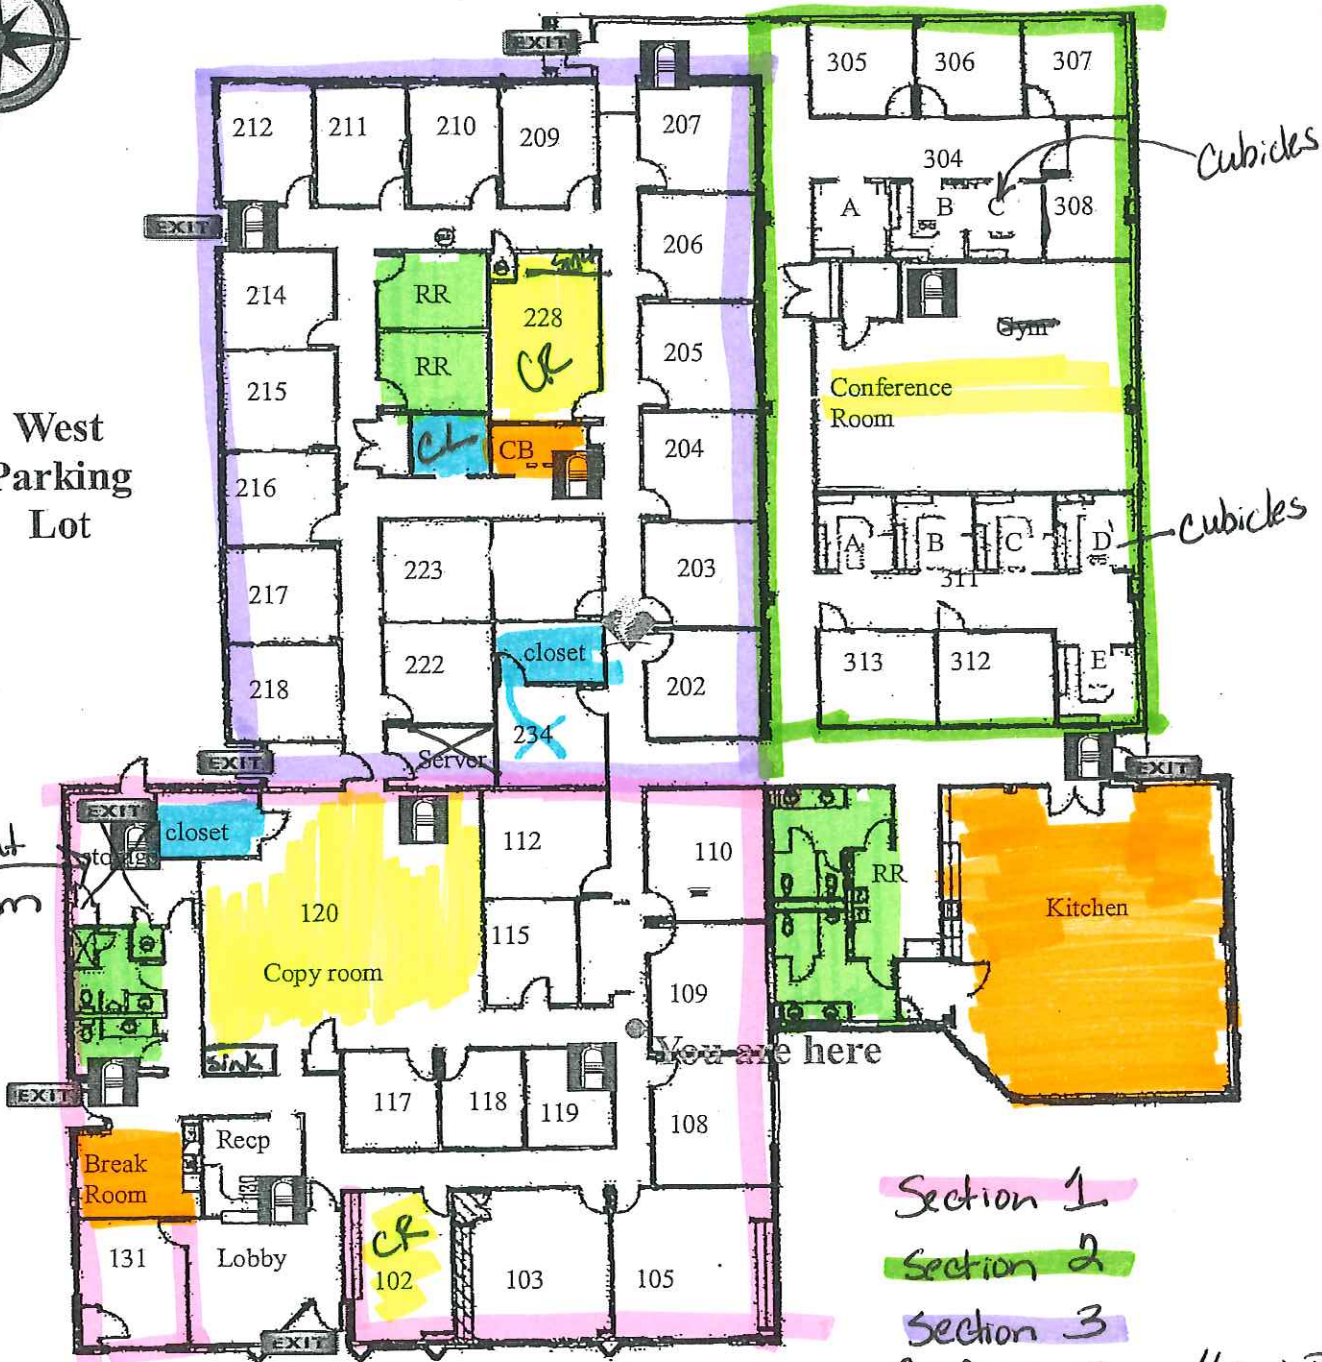 EXIT
305
306
307
212
211
210
209
207
304
cubicles
A
B
C
308
EXIT
206
214
RR
228
CR
Gym
215
RR
205
Conference
Room
West
Parking
Lot
CL
CB
204
216
cubicles
A
B
C
D
311
223
203
217
closet
222
202
313
312
E
218
234
Server
EXIT
EXIT
EXIT
closet
storage
112
110
RR
Kitchen
120
Copy room
115
109
You are here
sink
EXIT
117
118
119
108
Recp
Break
Room
Section 1
CR
131
Lobby
102
103
105
Section 2
Section 3
EXIT